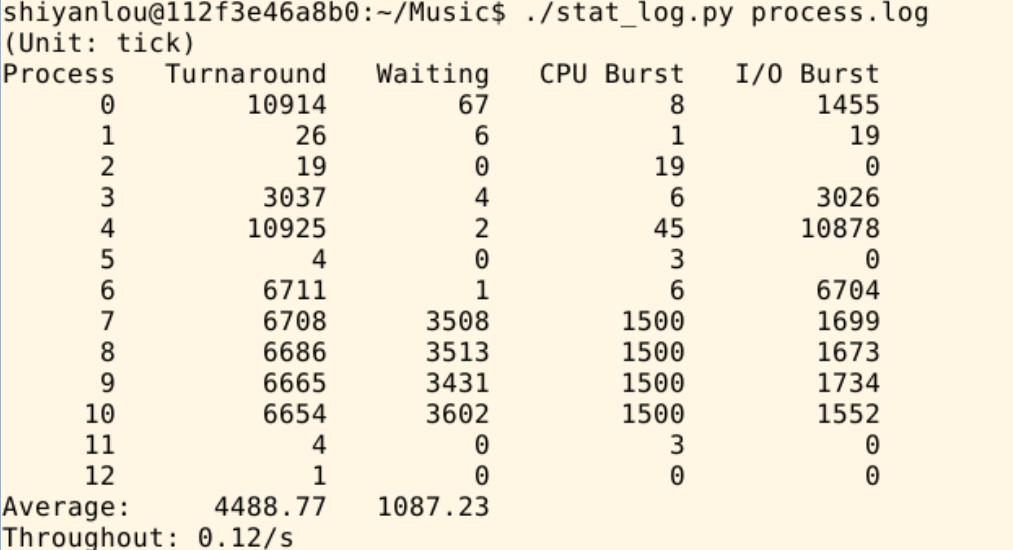 shiyanlou@112f3e46a8b0:~/Music$ ./stat_log.py process.log
(Unit: tick)
Process   Turnaround   Waiting   CPU Burst   I/O Burst
      0        10914        67           8        1455
      1           26         6           1          19
      2           19         0          19           0
      3         3037         4           6        3026
      4        10925         2          45       10878
      5            4         0           3           0
      6         6711         1           6        6704
      7         6708      3508        1500        1699
      8         6686      3513        1500        1673
      9         6665      3431        1500        1734
     10         6654      3602        1500        1552
     11            4         0           3           0
     12            1         0           0           0
Average:     4488.77   1087.23
Throughout: 0.12/s